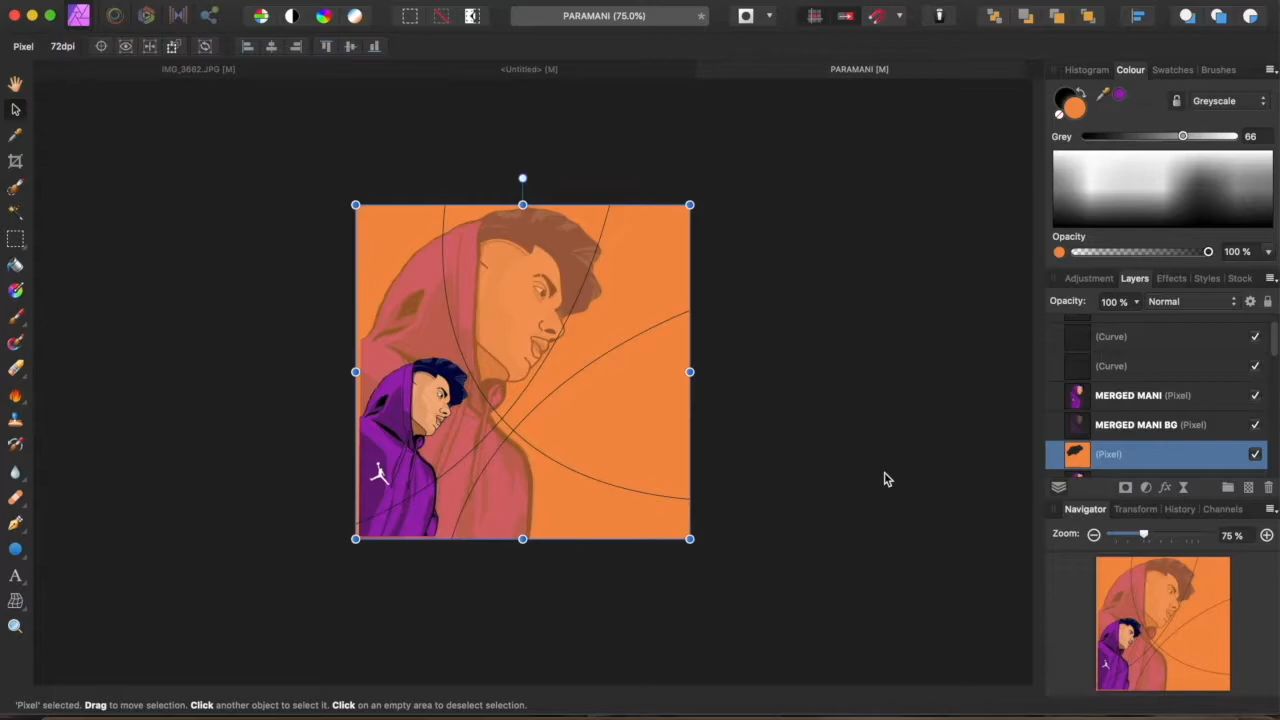 PARAMANI (75.0%)
Pixel 72dpi
IMG_3662.JPG [M] <Untitled> [M] PARAMANI [M]
Histogram Colour Swatches Brushes
Greyscale
Grey 66
Opacity
100 %
Adjustment Layers Effects Styles Stock
Opacity: 100 % Normal
(Curve)
(Curve)
MERGED MANI (Pixel)
MERGED MANI BG (Pixel)
(Pixel)
Navigator Transform History Channels
Zoom: 75 %
'Pixel' selected. Drag to move selection. Click another object to select it. Click on an empty area to deselect selection.